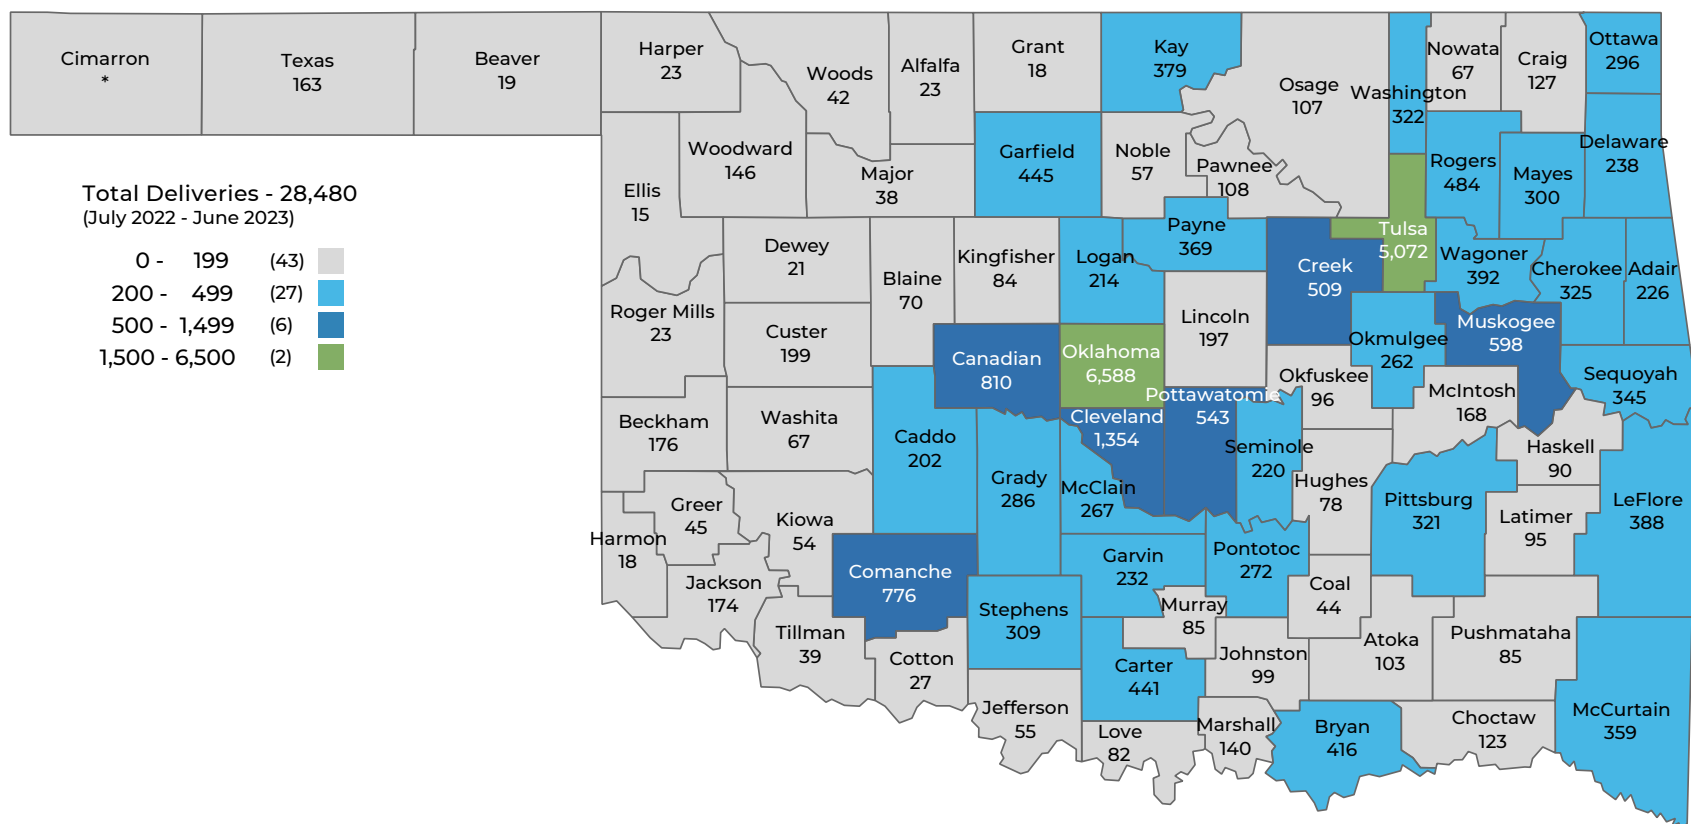 Cimarron
*
Texas
163
Beaver
19
Harper
23
Woods
42
Alfalfa
23
Grant
18
Kay
379
Osage
107
Washington
322
Nowata
67
Craig
127
Ottawa
296
Ellis
15
Woodward
146
Major
38
Garfield
445
Noble
57
Pawnee
108
Rogers
484
Mayes
300
Delaware
238
Total Deliveries - 28,480
(July 2022 - June 2023)
0 - 199 (43)
200 - 499 (27)
500 - 1,499 (6)
1,500 - 6,500 (2)
Dewey
21
Blaine
70
Kingfisher
84
Logan
214
Payne
369
Creek
509
Tulsa
5,072
Wagoner
392
Cherokee
325
Adair
226
Roger Mills
23
Custer
199
Canadian
810
Oklahoma
6,588
Lincoln
197
Okmulgee
262
Muskogee
598
Beckham
176
Washita
67
Caddo
202
Grady
286
Cleveland
1,354
Pottawatomie
543
Seminole
220
Okfuskee
96
McIntosh
168
Sequoyah
345
Haskell
90
McClain
267
Hughes
78
Pittsburg
321
Latimer
95
LeFlore
388
Harmon
18
Greer
45
Kiowa
54
Jackson
174
Comanche
776
Garvin
232
Pontotoc
272
Coal
44
Tillman
39
Cotton
27
Stephens
309
Murray
85
Carter
441
Johnston
99
Atoka
103
Pushmataha
85
Jefferson
55
Love
82
Marshall
140
Bryan
416
Choctaw
123
McCurtain
359